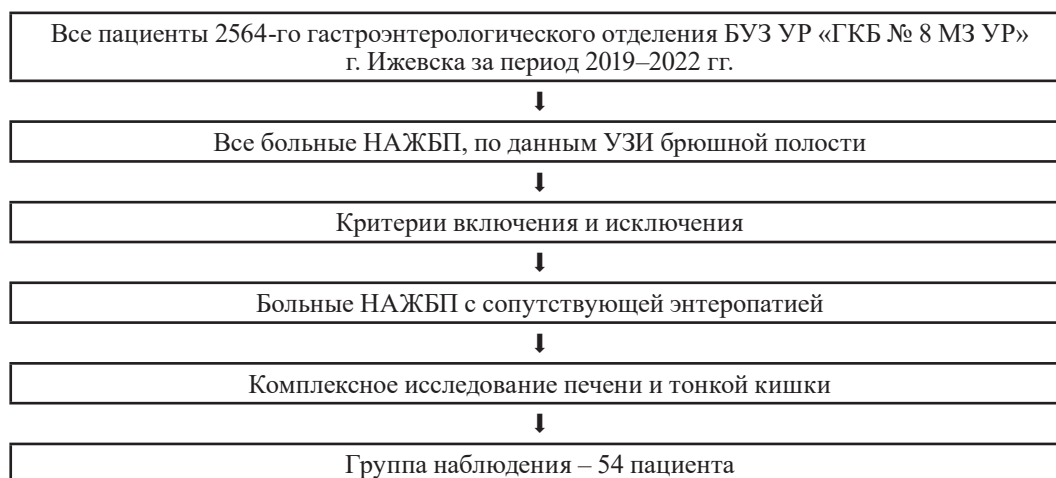 Все пациенты 2564-го гастроэнтерологического отделения БУЗ УР «ГКБ № 8 МЗ УР»
г. Ижевска за период 2019–2022 гг.
Все больные НАЖБП, по данным УЗИ брюшной полости
Критерии включения и исключения
Больные НАЖБП с сопутствующей энтеропатией
Комплексное исследование печени и тонкой кишки
Группа наблюдения – 54 пациента